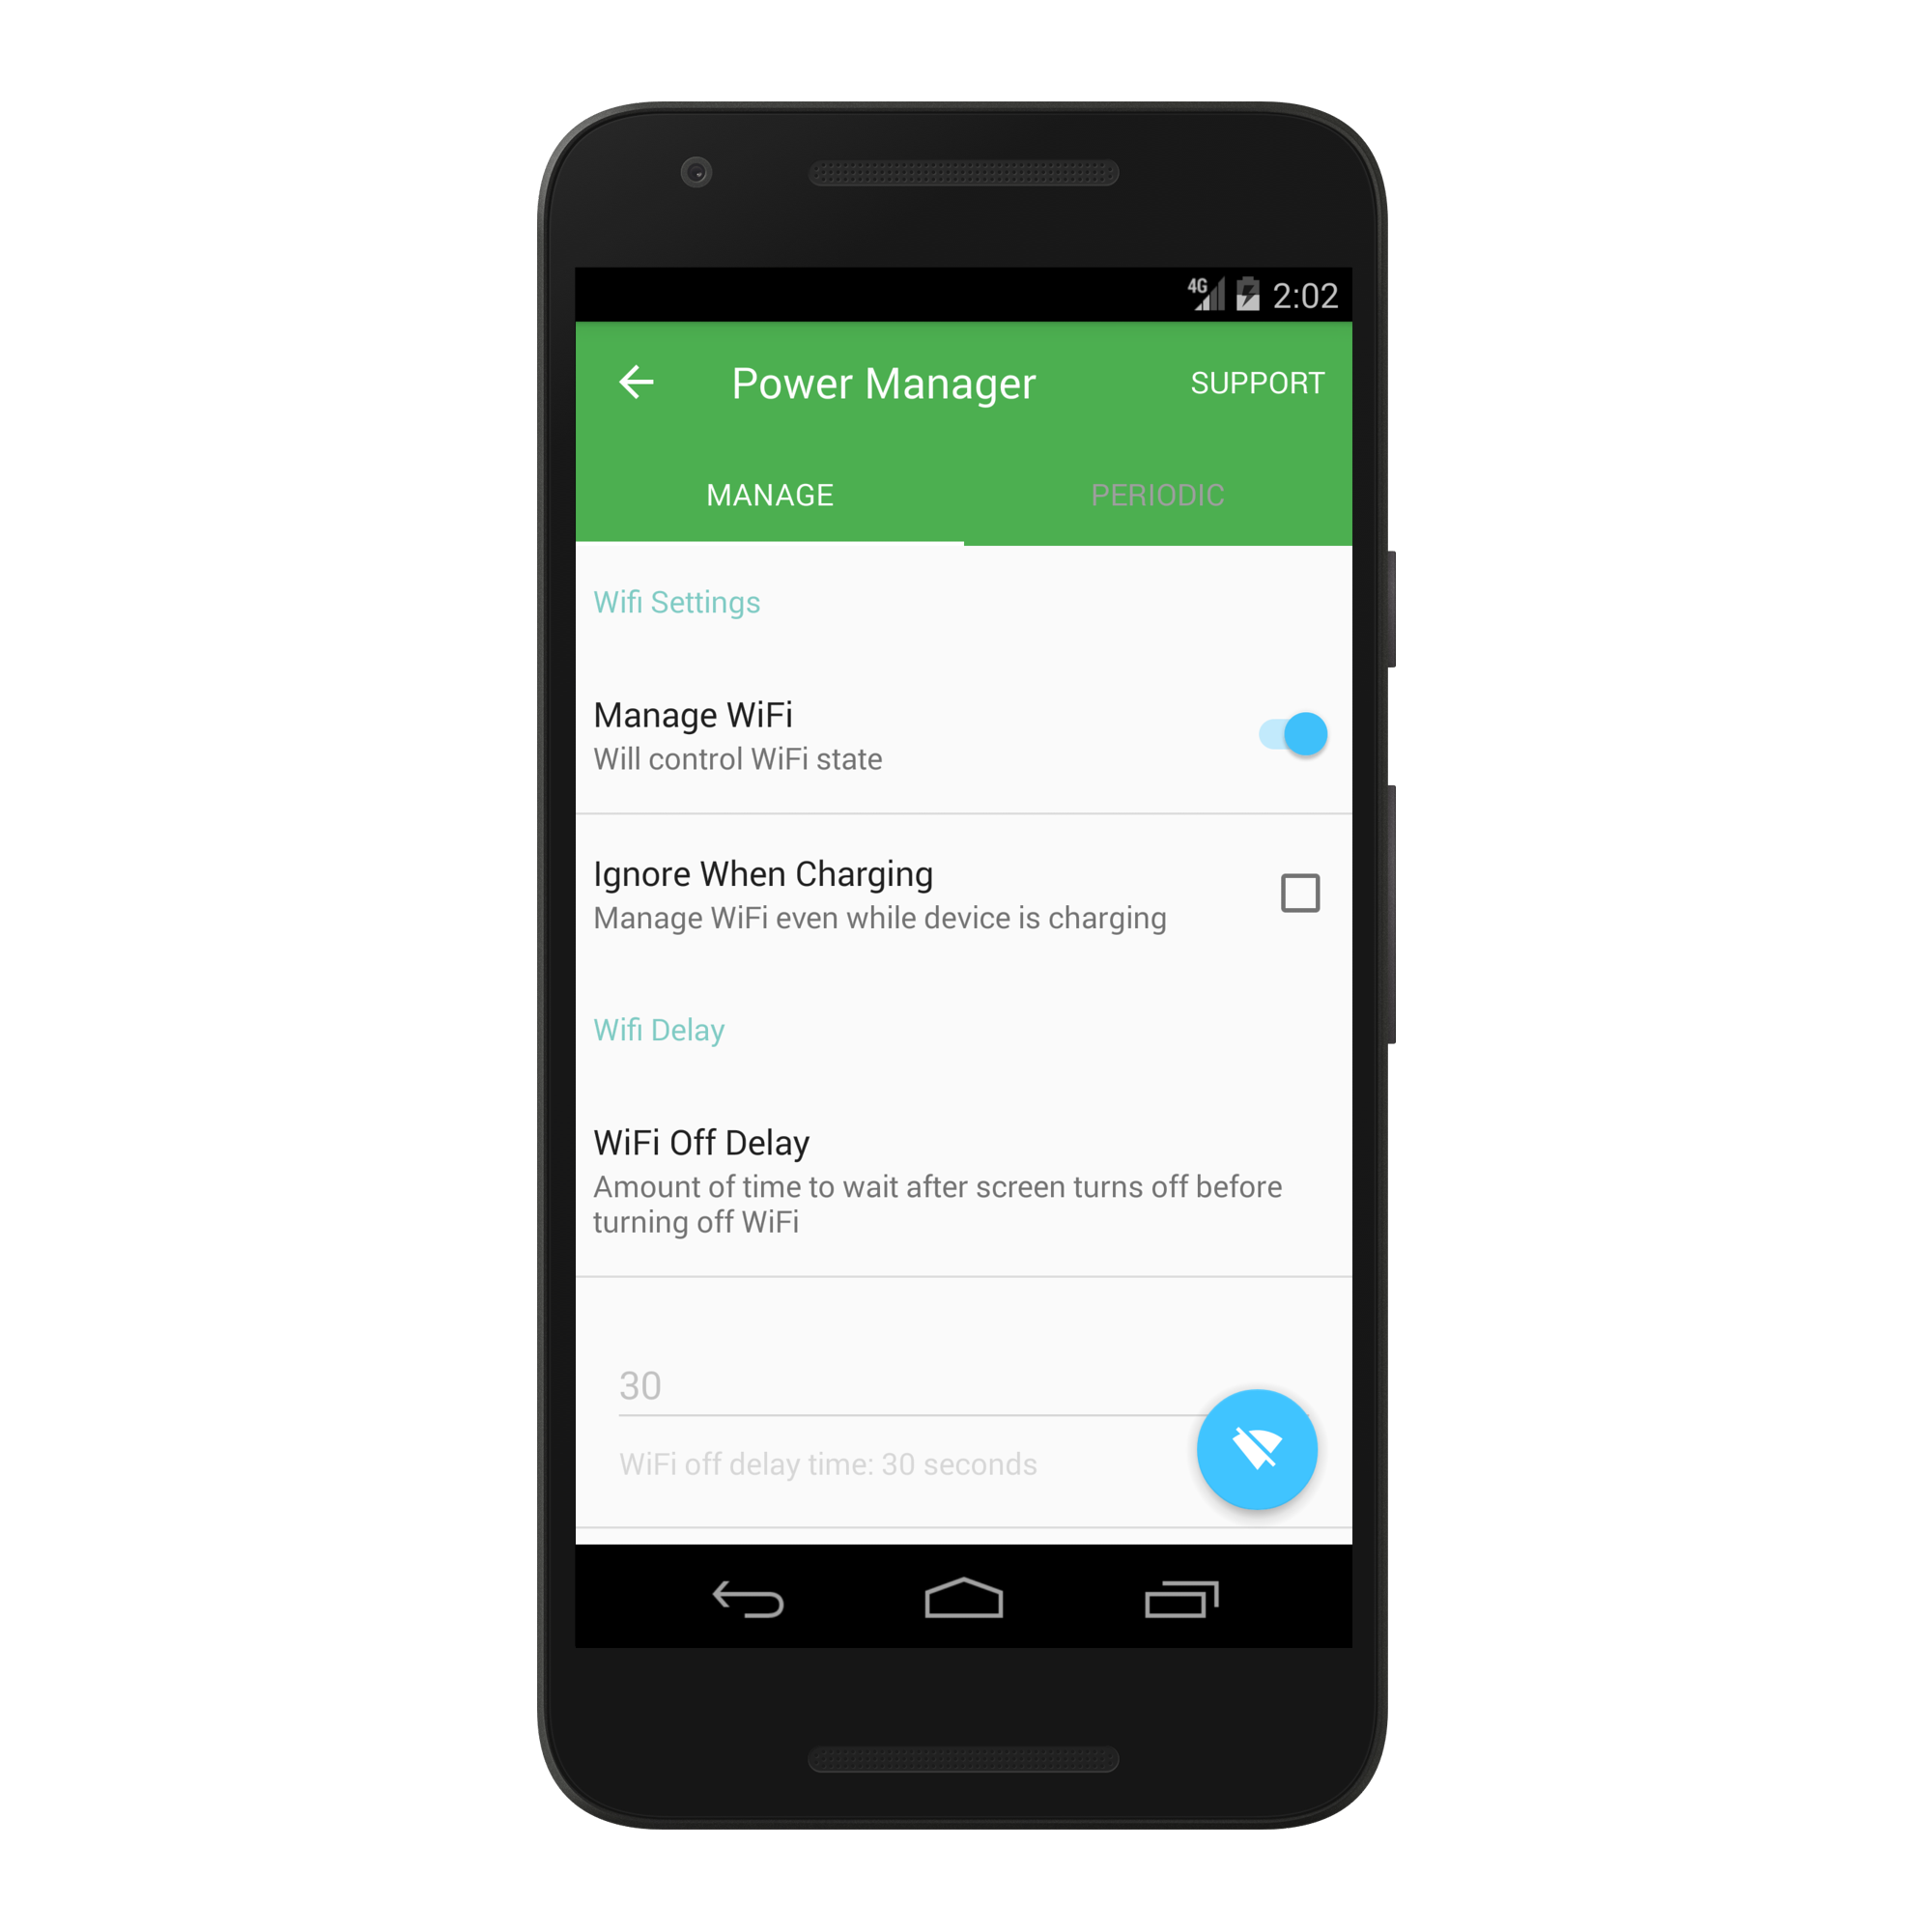 4G 2:02
Power Manager SUPPORT
MANAGE PERIODIC
Wifi Settings
Manage WiFi
Will control WiFi state
Ignore When Charging
Manage WiFi even while device is charging
Wifi Delay
WiFi Off Delay
Amount of time to wait after screen turns off before
turning off WiFi
30
WiFi off delay time: 30 seconds